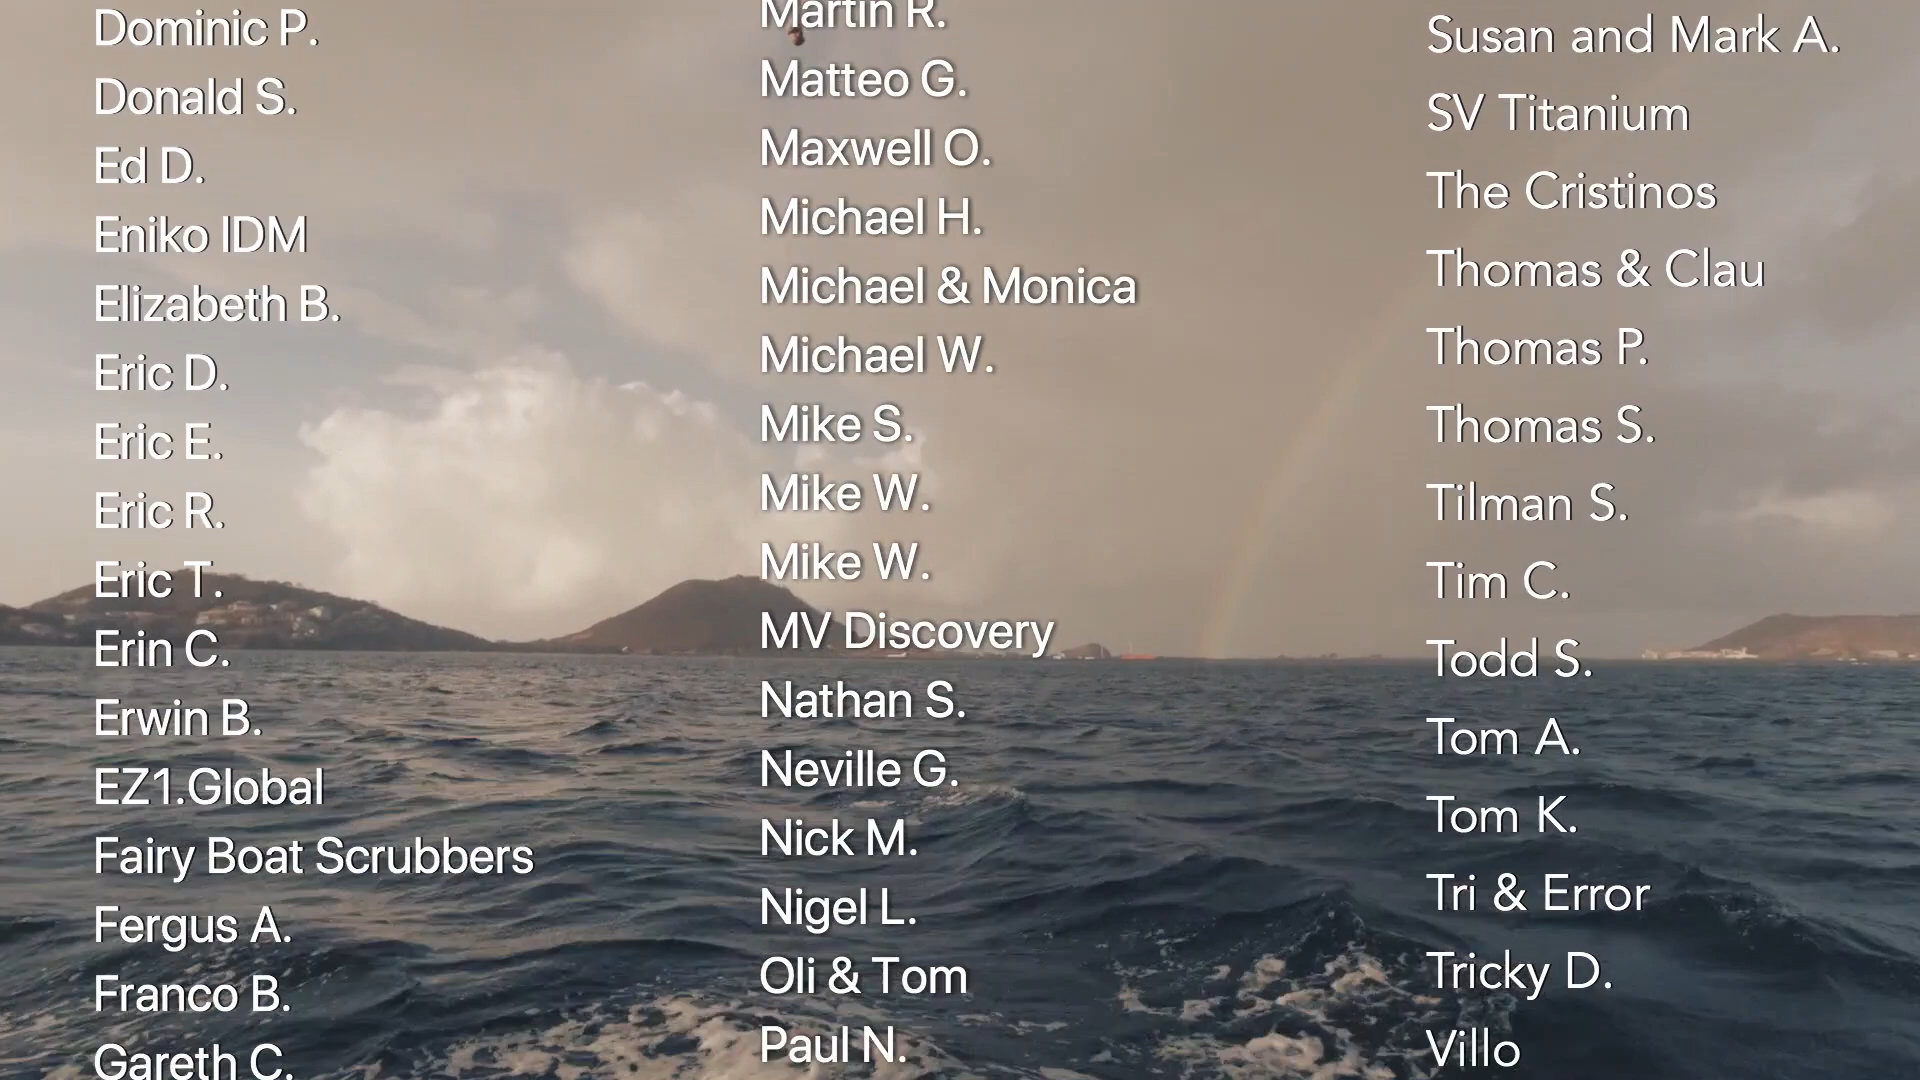 Dominic P.
Donald S.
Ed D.
Eniko IDM
Elizabeth B.
Eric D.
Eric E.
Eric R.
Eric T.
Erin C.
Erwin B.
EZ1.Global
Fairy Boat Scrubbers
Fergus A.
Franco B.
Gareth C.
Martin R.
Matteo G.
Maxwell O.
Michael H.
Michael & Monica
Michael W.
Mike S.
Mike W.
Mike W.
MV Discovery
Nathan S.
Neville G.
Nick M.
Nigel L.
Oli & Tom
Paul N.
Susan and Mark A.
SV Titanium
The Cristinos
Thomas & Clau
Thomas P.
Thomas S.
Tilman S.
Tim C.
Todd S.
Tom A.
Tom K.
Tri & Error
Tricky D.
Villo